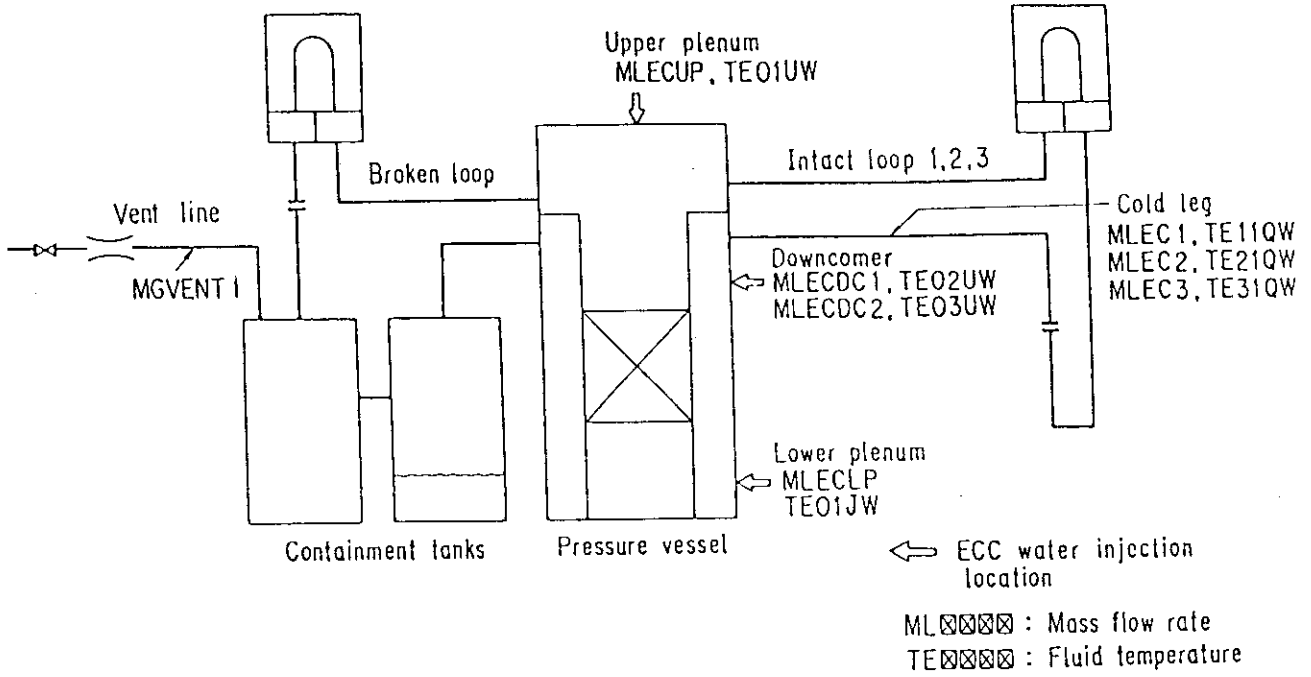 Upper plenum
MLECUP, TE01UW
Broken loop
Intact loop 1,2,3
Vent line
MGVENT1
Cold leg
MLEC1, TE11QW
MLEC2, TE21QW
MLEC3, TE31QW
Downcomer
MLECDC1, TE02UW
MLECDC2, TE03UW
Lower plenum
MLECLP
TE01JW
Containment tanks
Pressure vessel
ECC water injection
location
ML☒☒☒☒ : Mass flow rate
TE☒☒☒☒ : Fluid temperature